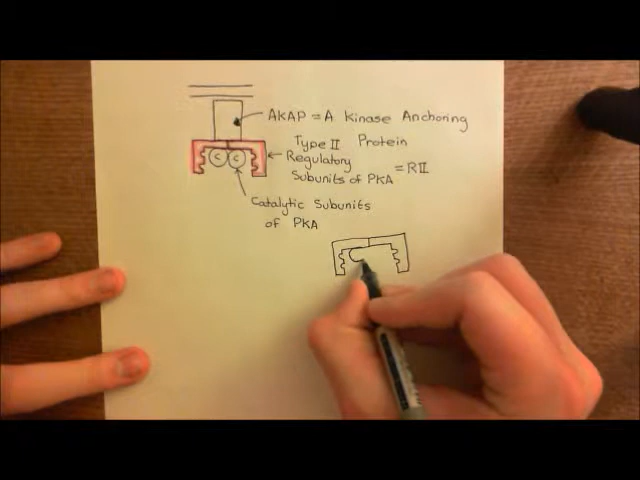 AKAP = A Kinase Anchoring
Protein
Type II
Regulatory
Subunits of PKA = RII
C C
Catalytic Subunits
of PKA